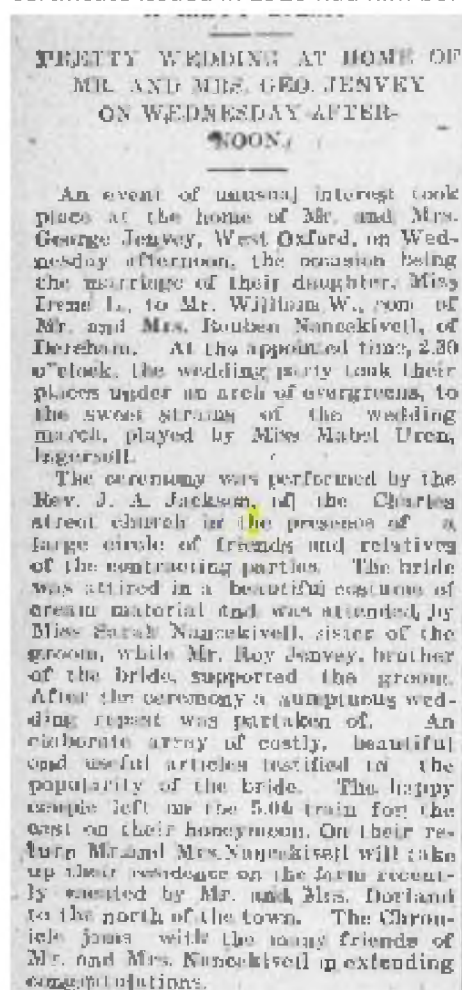 PRETTY WEDDING AT HOME OF
MR. AND MRS. GEO. JENVEY
ON WEDNESDAY AFTER-
NOON.
An event of unusual interest took
place at the home of Mr. and Mrs.
George Jenvey, West Oxford, on Wed-
nesday afternoon, the occasion being
the marriage of their daughter, Miss
Irene L., to Mr. William W., son of
Mr. and Mrs. Reuben Nancekivell, of
Dereham. At the appointed time, 2.30
o'clock, the wedding party took their
places under an arch of evergreens, to
the sweet strains of the wedding
march, played by Miss Mabel Uren,
Ingersoll.
The ceremony was performed by the
Rev. J. A. Jackson, of the Charles
street church in the presence of a
large circle of friends and relatives
of the contracting parties. The bride
was attired in a beautiful costume of
cream material and was attended by
Miss Sarah Nancekivell, sister of the
groom, while Mr. Roy Jenvey, brother
of the bride, supported the groom.
After the ceremony a sumptuous wed-
ding repast was partaken of. An
elaborate array of costly, beautiful
and useful articles testified to the
popularity of the bride. The happy
couple left on the 5.04 train for the
east on their honeymoon. On their re-
turn Mr. and Mrs. Nancekivell will take
up their residence on the farm recent-
ly vacated by Mr. and Mrs. Dorland
to the north of the town. The Chron-
icle joins with the many friends of
Mr. and Mrs. Nancekivell in extending
congratulations.